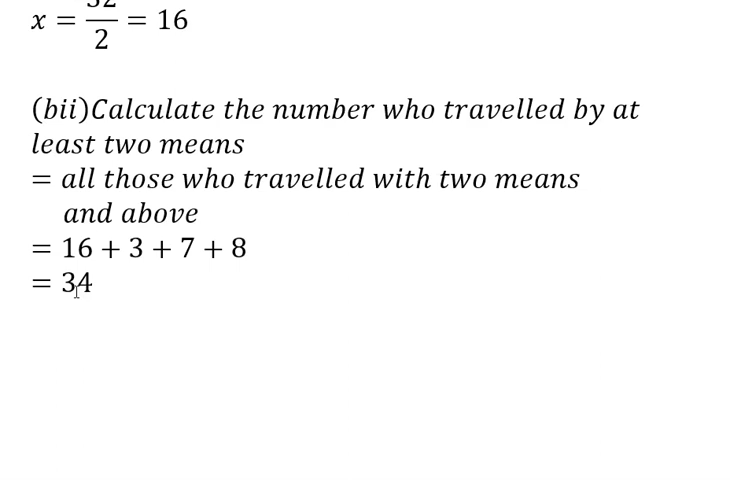 x = 32/2 = 16
(bii)Calculate the number who travelled by at
least two means
= all those who travelled with two means
and above
= 16 + 3 + 7 + 8
= 34